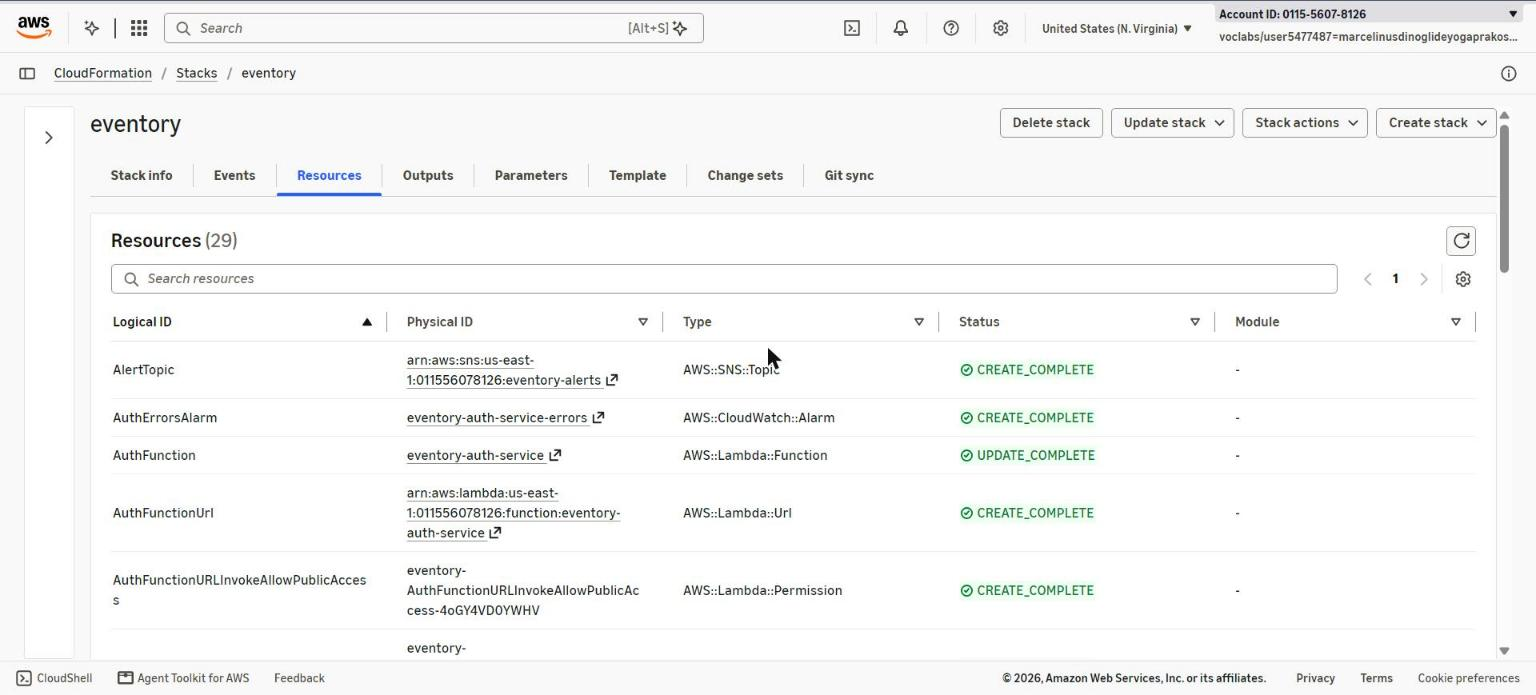 aws
Search
[Alt+S]
United States (N. Virginia)
Account ID: 0115-5607-8126
voclabs/user5477487=marcelinusdinoglideyogaprakos...
CloudFormation / Stacks / eventory
eventory
Delete stack
Update stack
Stack actions
Create stack
Stack info
Events
Resources
Outputs
Parameters
Template
Change sets
Git sync
Resources (29)
Search resources
1
Logical ID
Physical ID
Type
Status
Module
AlertTopic
arn:aws:sns:us-east-
1:011556078126:eventory-alerts
AWS::SNS::Topic
CREATE_COMPLETE
-
AuthErrorsAlarm
eventory-auth-service-errors
AWS::CloudWatch::Alarm
CREATE_COMPLETE
-
AuthFunction
eventory-auth-service
AWS::Lambda::Function
UPDATE_COMPLETE
-
AuthFunctionUrl
arn:aws:lambda:us-east-
1:011556078126:function:eventory-
auth-service
AWS::Lambda::Url
CREATE_COMPLETE
-
AuthFunctionURLInvokeAllowPublicAcces
s
eventory-
AuthFunctionURLInvokeAllowPublicAc
cess-4oGY4VD0YWHV
AWS::Lambda::Permission
CREATE_COMPLETE
-
eventory-
CloudShell
Agent Toolkit for AWS
Feedback
© 2026, Amazon Web Services, Inc. or its affiliates.
Privacy
Terms
Cookie preferences